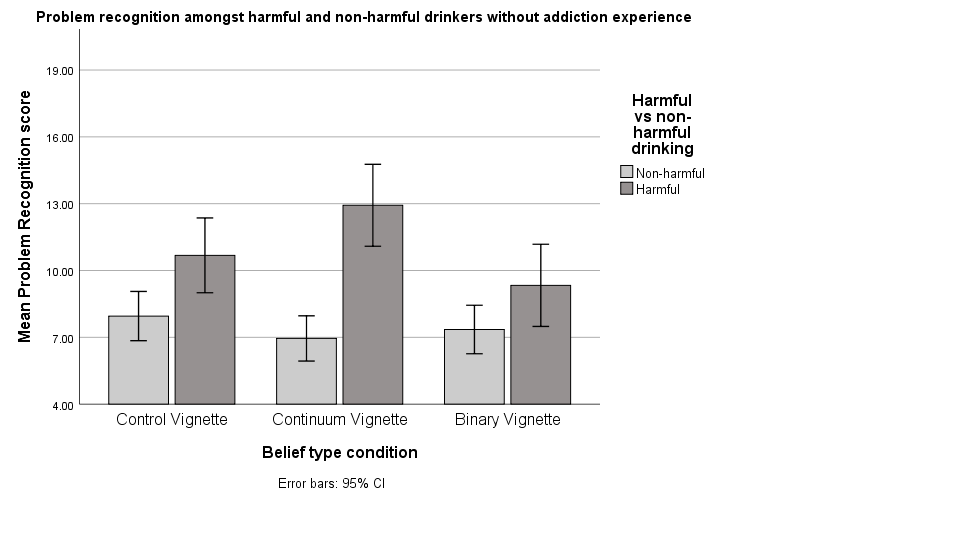 Problem recognition amongst harmful and non-harmful drinkers without addiction experience
Mean Problem Recognition score
19.00
16.00
13.00
10.00
7.00
4.00
Control Vignette
Continuum Vignette
Binary Vignette
Belief type condition
Error bars: 95% CI
Harmful
vs non-
harmful
drinking
Non-harmful
Harmful